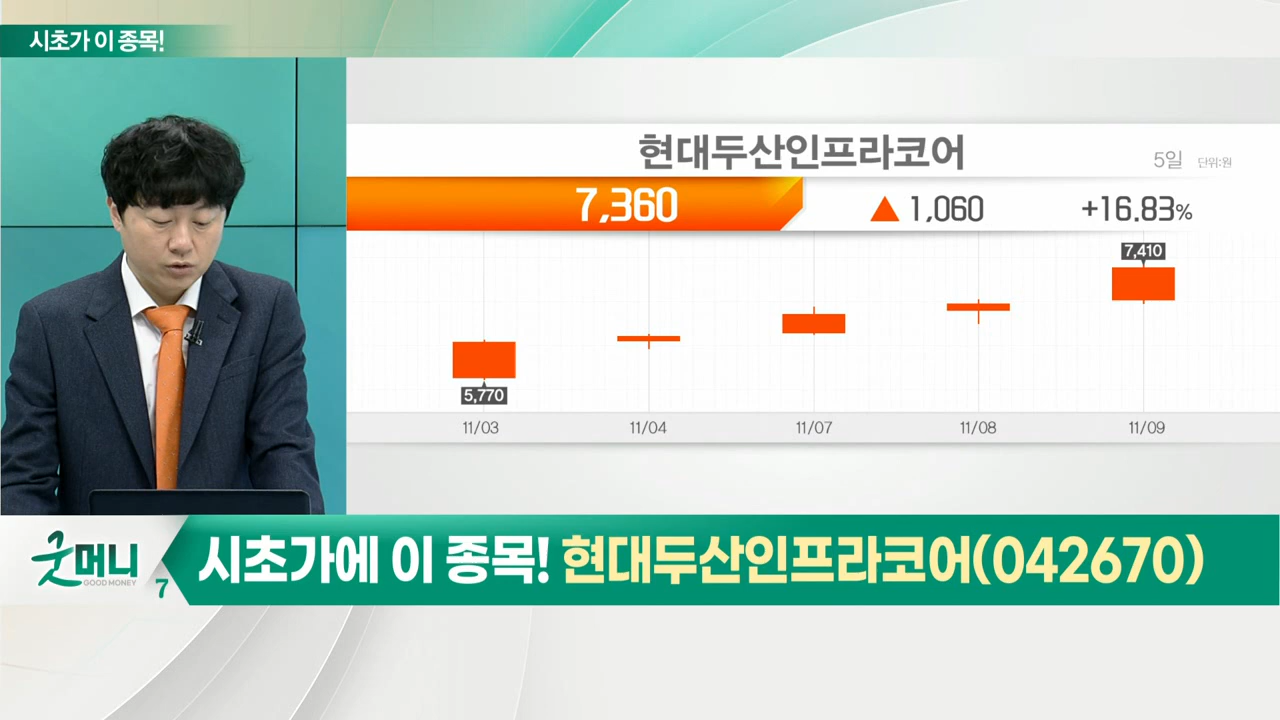 시초가 이 종목!
현대두산인프라코어
5일 단위:원
7,360 ▲ 1,060 +16.83%
7,410
5,770
11/03 11/04 11/07 11/08 11/09
굿머니
GOOD MONEY
7
시초가에 이 종목! 현대두산인프라코어(042670)